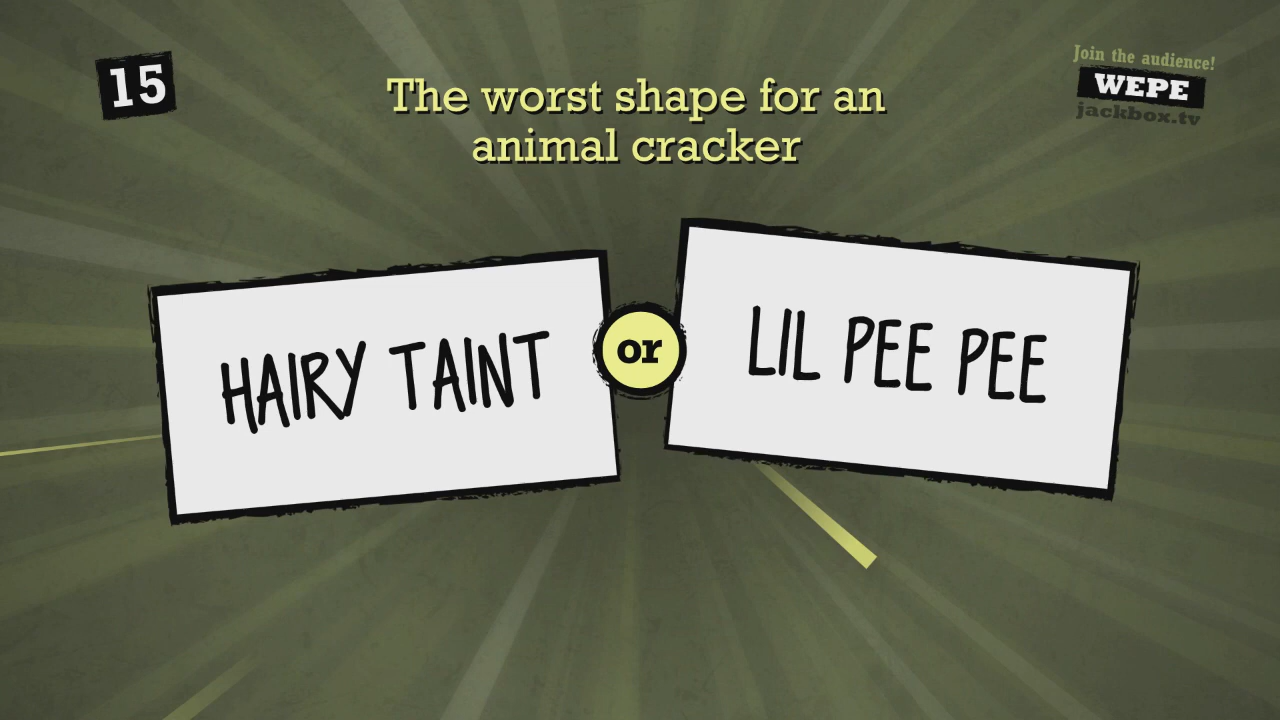 15
The worst shape for an
animal cracker
Join the audience!
WEPE
jackbox.tv
HAIRY TAINT
or
LIL PEE PEE